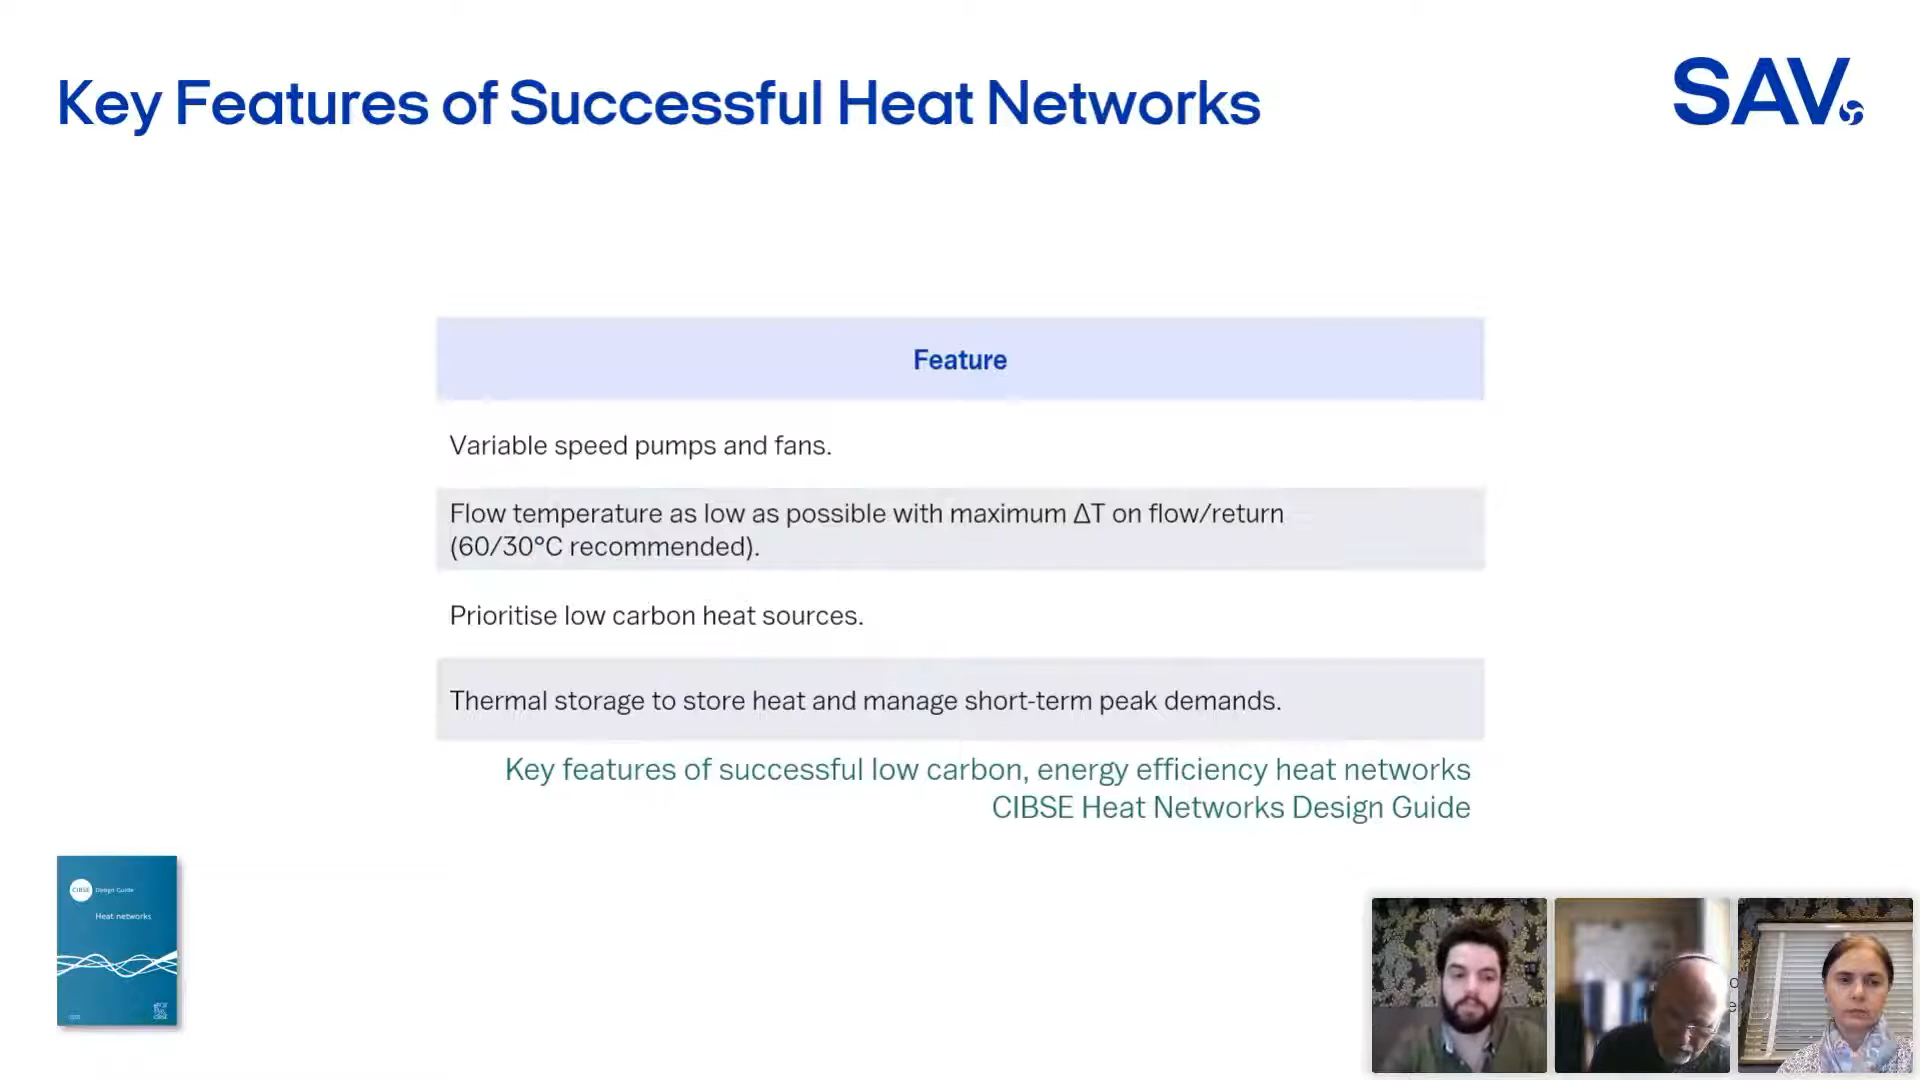 Key Features of Successful Heat Networks
SAV
Feature
Variable speed pumps and fans.
Flow temperature as low as possible with maximum ΔT on flow/return
(60/30°C recommended).
Prioritise low carbon heat sources.
Thermal storage to store heat and manage short-term peak demands.
Key features of successful low carbon, energy efficiency heat networks
CIBSE Heat Networks Design Guide
CIBSE Design Guide
Heat networks